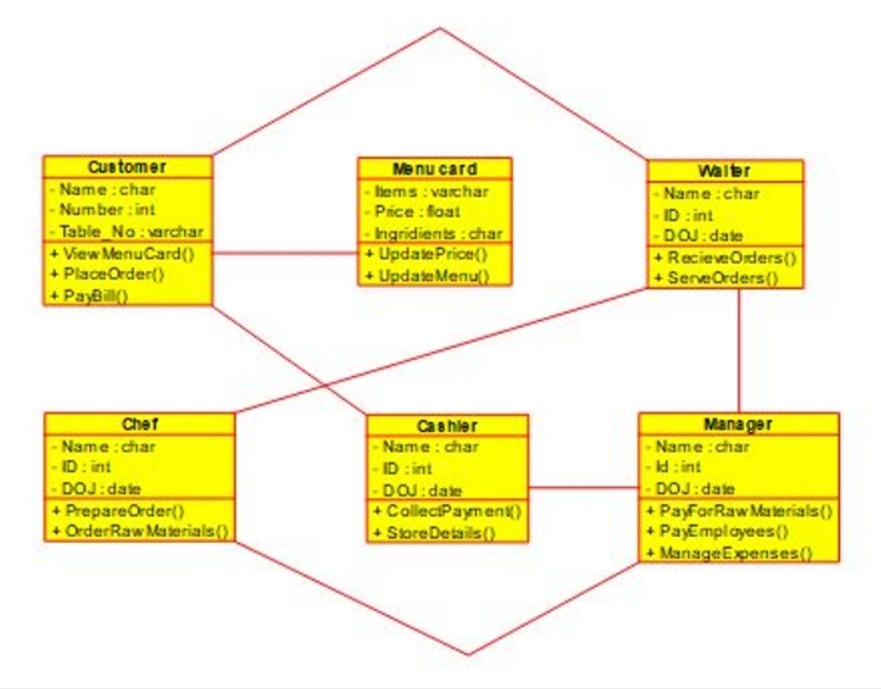 Customer
- Name : char
- Number : int
- Table_No : varchar
+ ViewMenuCard()
+ PlaceOrder()
+ PayBill()
Menu card
- Items : varchar
- Price : float
- Ingridients : char
+ UpdatePrice()
+ UpdateMenu()
Waiter
- Name : char
- ID : int
- DOJ : date
+ RecieveOrders()
+ ServeOrders()
Chef
- Name : char
- ID : int
- DOJ : date
+ PrepareOrder()
+ OrderRawMaterials()
Cashier
- Name : char
- ID : int
- DOJ : date
+ CollectPayment()
+ StoreDetails()
Manager
- Name : char
- Id : int
- DOJ : date
+ PayForRawMaterials()
+ PayEmployees()
+ ManageExpenses()